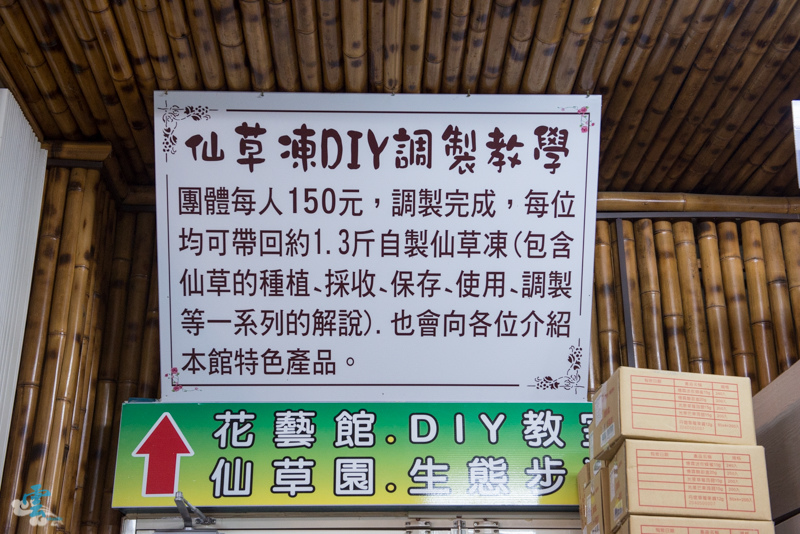 仙草凍DIY調製教學
團體每人150元，調製完成，每位
均可帶回約1.3斤自製仙草凍(包含
仙草的種植、採收、保存、使用、調製
等一系列的解說). 也會向各位介紹
本館特色產品。
花藝館.DIY教
仙草園.生態步